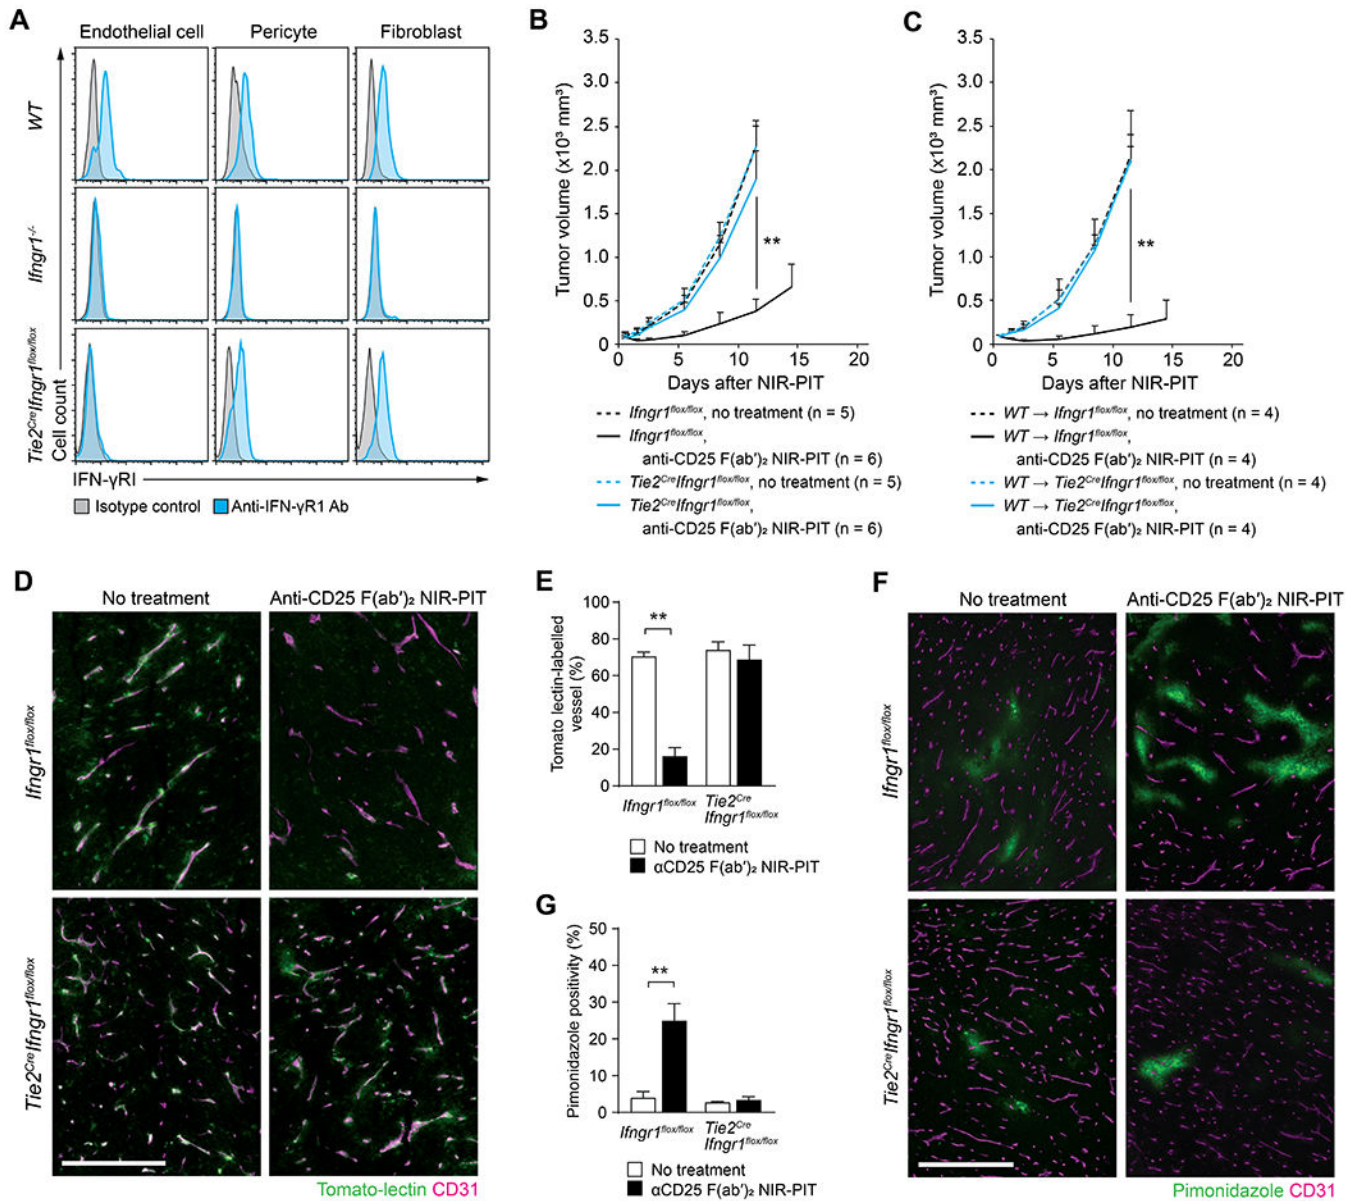 A
Endothelial cell
Pericyte
Fibroblast
WT
Ifngr1-/-
Tie2CreIfngr1flox/flox
Cell count
IFN-γRI
Isotype control
Anti-IFN-γR1 Ab
B
3.5
3.0
2.5
2.0
1.5
1.0
0.5
0
Tumor volume (x10³ mm³)
**
0 5 10 15 20
Days after NIR-PIT
Ifngr1flox/flox, no treatment (n = 5)
Ifngr1flox/flox,
anti-CD25 F(ab′)₂ NIR-PIT (n = 6)
Tie2CreIfngr1flox/flox, no treatment (n = 5)
Tie2CreIfngr1flox/flox,
anti-CD25 F(ab′)₂ NIR-PIT (n = 6)
C
3.5
3.0
2.5
2.0
1.5
1.0
0.5
0
Tumor volume (x10³ mm³)
**
0 5 10 15 20
Days after NIR-PIT
WT → Ifngr1flox/flox, no treatment (n = 4)
WT → Ifngr1flox/flox,
anti-CD25 F(ab′)₂ NIR-PIT (n = 4)
WT → Tie2CreIfngr1flox/flox, no treatment (n = 4)
WT → Tie2CreIfngr1flox/flox,
anti-CD25 F(ab′)₂ NIR-PIT (n = 4)
D
No treatment
Anti-CD25 F(ab′)₂ NIR-PIT
Ifngr1flox/flox
Tie2CreIfngr1flox/flox
Tomato-lectin CD31
E
100
80
60
40
20
0
Tomato lectin-labelled
vessel (%)
**
Ifngr1flox/flox
Tie2Cre
Ifngr1flox/flox
No treatment
αCD25 F(ab′)₂ NIR-PIT
G
50
40
30
20
10
0
Pimonidazole positivity (%)
**
Ifngr1flox/flox
Tie2Cre
Ifngr1flox/flox
No treatment
αCD25 F(ab′)₂ NIR-PIT
F
No treatment
Anti-CD25 F(ab′)₂ NIR-PIT
Ifngr1flox/flox
Tie2CreIfngr1flox/flox
Pimonidazole CD31